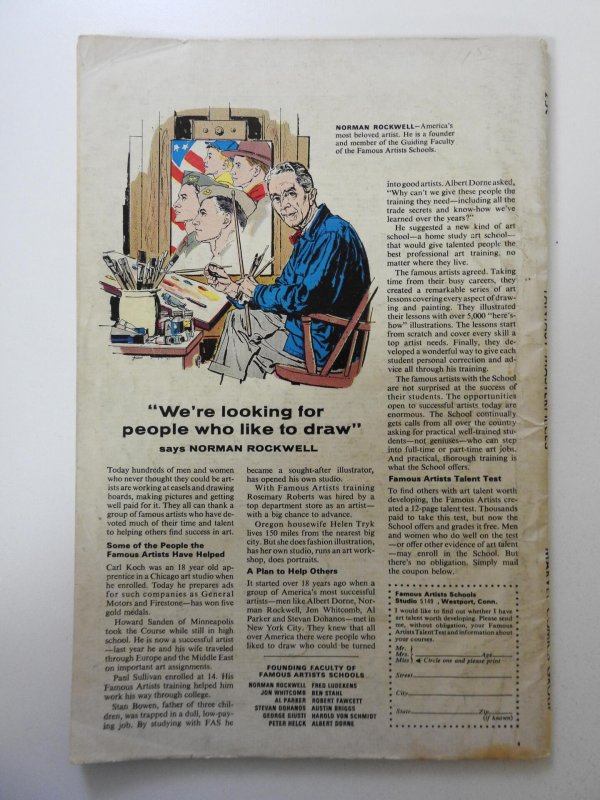 NORMAN ROCKWELL—America's
most beloved artist. He is a founder
and member of the Guiding Faculty
of the Famous Artists Schools.
"We're looking for
people who like to draw"
says NORMAN ROCKWELL
Today hundreds of men and women
who never thought they could be art-
ists are working at easels and drawing
boards, making pictures and getting
well paid for it. They all can thank a
group of famous artists who have de-
voted much of their time and talent
to helping others find success in art.
Some of the People the
Famous Artists Have Helped
Carl Koch was an 18 year old ap-
prentice in a Chicago art studio when
he enrolled. Today he prepares ads
for such companies as General
Motors and Firestone—has won five
gold medals.
Howard Sanden of Minneapolis
took the Course while still in high
school. He is now a successful artist
—last year he and his wife traveled
through Europe and the Middle East
on important art assignments.
Paul Sullivan enrolled at 14. His
Famous Artists training helped him
work his way through college.
Stan Bowen, father of three chil-
dren, was trapped in a dull, low-pay-
ing job. By studying with FAS he
became a sought-after illustrator,
has opened his own studio.
With Famous Artists training
Rosemary Roberts was hired by a
top department store as an artist—
with a big chance to advance.
Oregon housewife Helen Tryk
lives 150 miles from the nearest big
city. But she does fashion illustration,
has her own studio, runs an art work-
shop, does portraits.
A Plan to Help Others
It started over 18 years ago when a
group of America's most successful
artists—men like Albert Dorne, Nor-
man Rockwell, Jon Whitcomb, Al
Parker and Stevan Dohanos—met in
New York City. They knew that all
over America there were people who
liked to draw who could be turned
FOUNDING FACULTY OF
FAMOUS ARTISTS SCHOOLS
NORMAN ROCKWELL FRED LUDEKENS
JON WHITCOMB BEN STAHL
AL PARKER ROBERT FAWCETT
STEVAN DOHANOS AUSTIN BRIGGS
GEORGE GIUSTI HAROLD VON SCHMIDT
PETER HELCK ALBERT DORNE
into good artists. Albert Dorne asked,
"Why can't we give these people the
training they need—including all the
trade secrets and know-how we've
learned over the years?"
He suggested a new kind of art
school—a home study art school—
that would give talented people the
best professional art training, no
matter where they live.
The famous artists agreed. Taking
time from their busy careers, they
created a remarkable series of art
lessons covering every aspect of draw-
ing and painting. They illustrated
their lessons with over 5,000 "here's-
how" illustrations. The lessons start
from scratch and cover every skill a
top artist needs. Finally, they de-
veloped a wonderful way to give each
student personal correction and ad-
vice all through his training.
The famous artists with the School
are not surprised at the success of
their students. The opportunities
open to successful artists today are
enormous. The School continually
gets calls from all over the country
asking for practical well-trained stu-
dents—not geniuses—who can step
into full-time or part-time art jobs.
And practical, thorough training is
what the School offers.
Famous Artists Talent Test
To find others with art talent worth
developing, the Famous Artists cre-
ated a 12-page talent test. Thousands
paid to take this test, but now the
School offers and grades it free. Men
and women who do well on the test
—or offer other evidence of art talent
—may enroll in the School. But
there's no obligation. Simply mail
the coupon below.
Famous Artists Schools
Studio 5149, Westport, Conn.
I would like to find out whether I have
art talent worth developing. Please send
me, without obligation, your Famous
Artists Talent Test and information about
your courses.
Mr.
Mrs. Age
Miss Circle one and please print
Street
City
State Zip
(if known)